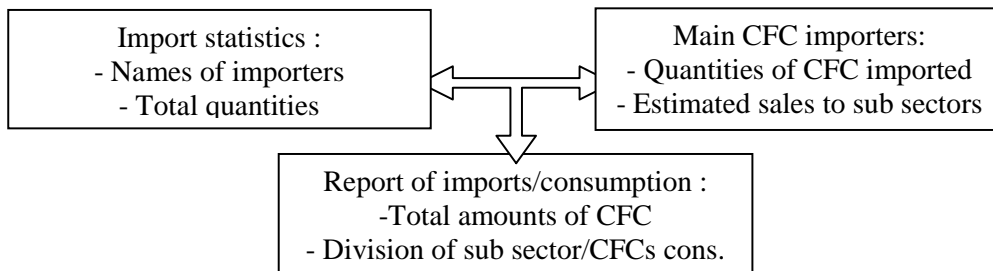 Import statistics :
- Names of importers
- Total quantities
Main CFC importers:
- Quantities of CFC imported
- Estimated sales to sub sectors
Report of imports/consumption :
-Total amounts of CFC
- Division of sub sector/CFCs cons.